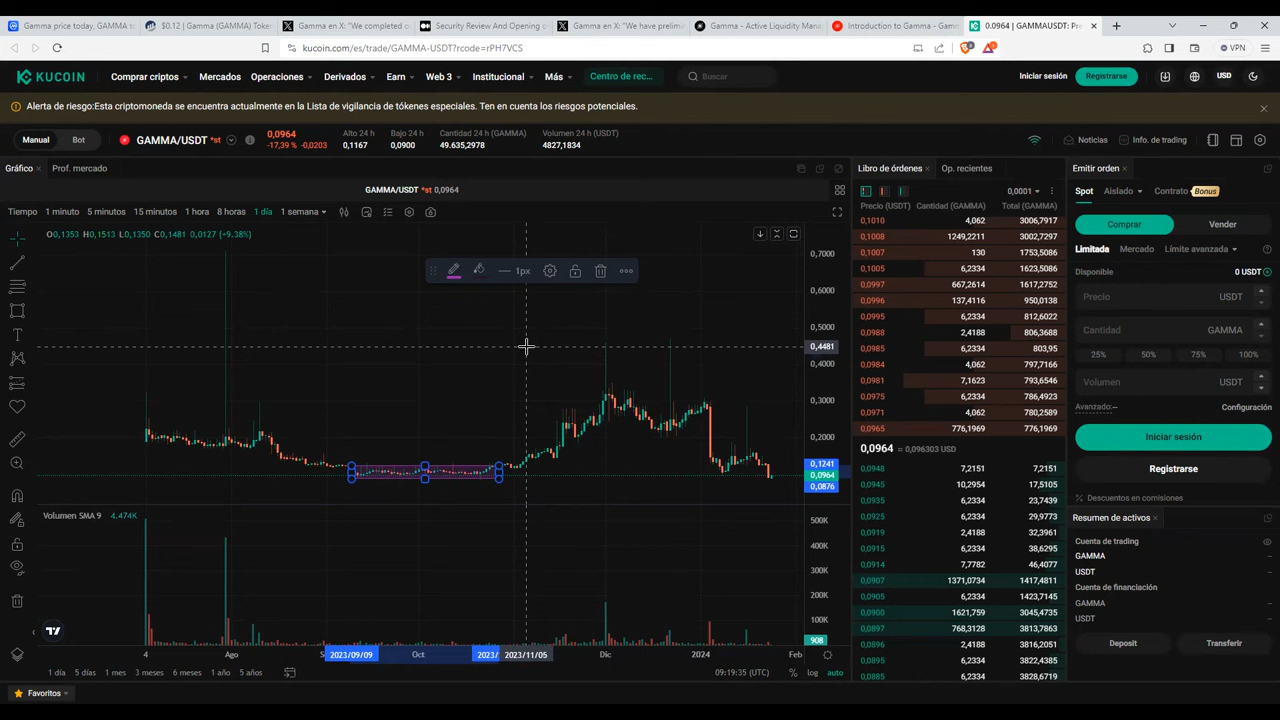 Gamma price today, GAMMA to
$0.12 | Gamma (GAMMA) Token
Gamma en X: "We completed o
Security Review And Opening o
Gamma en X: "We have prelimi
Gamma - Active Liquidity Man
Introduction to Gamma - Gamm
0.0964 | GAMMAUSDT: Pre
kucoin.com/es/trade/GAMMA-USDT?rcode=rPH7VCS
VPN
KUCOIN
Comprar criptos
Mercados
Operaciones
Derivados
Earn
Web 3
Institucional
Más
Centro de rec...
Buscar
Iniciar sesión
Registrarse
USD
Alerta de riesgo:Esta criptomoneda se encuentra actualmente en la Lista de vigilancia de tókenes especiales. Ten en cuenta los riesgos potenciales.
Manual
Bot
GAMMA/USDT *st
0,0964
-17,39 % -0,0203
Alto 24 h
0,1167
Bajo 24 h
0,0900
Cantidad 24 h (GAMMA)
49.635,2978
Volumen 24 h (USDT)
4827,1834
Noticias
Info. de trading
Gráfico
Prof. mercado
GAMMA/USDT *st 0,0964
Tiempo 1 minuto 5 minutos 15 minutos 1 hora 8 horas 1 día 1 semana
O0,1353 H0,1513 L0,1350 C0,1481 0,0127 (+9.38%)
1px
0,7000
0,6000
0,5000
0,4481
0,4000
0,3000
0,2000
0,1241
0,0964
0,0876
Volumen SMA 9 4.474K
500K
400K
300K
200K
100K
908
4
Ago
S
2023/09/09
Oct
2023/
2023/11/05
Dic
2024
Feb
1 día 5 días 1 mes 3 meses 6 meses 1 año 5 años
09:19:35 (UTC)
% log auto
Favoritos
Libro de órdenes
Op. recientes
0,0001
Precio (USDT) Cantidad (GAMMA) Total (GAMMA)
0,1010 4,062 3006,7917
0,1008 1249,2211 3002,7297
0,1007 130 1753,5086
0,1005 6,2334 1623,5086
0,0997 667,2614 1617,2752
0,0996 137,4116 950,0138
0,0995 6,2334 812,6022
0,0988 2,4188 806,3688
0,0985 6,2334 803,95
0,0984 4,062 797,7166
0,0981 7,1623 793,6546
0,0975 6,2334 786,4923
0,0971 4,062 780,2589
0,0965 776,1969 776,1969
0,0964 ≈ 0,096303 USD
0,0948 7,2151 7,2151
0,0945 10,2954 17,5105
0,0935 6,2334 23,7439
0,0925 6,2334 29,9773
0,0919 2,4188 32,3961
0,0915 6,2334 38,6295
0,0914 7,7782 46,4077
0,0907 1371,0734 1417,4811
0,0905 6,2334 1423,7145
0,0900 1621,759 3045,4735
0,0897 768,3128 3813,7863
0,0896 2,4188 3816,2051
0,0895 6,2334 3822,4385
0,0885 6,2334 3828,6719
Emitir orden
Spot
Aislado
Contrato
Bonus
Comprar
Vender
Limitada
Mercado
Límite avanzada
Disponible
0 USDT
Precio
USDT
Cantidad
GAMMA
25% 50% 75% 100%
Volumen
USDT
Avanzado:--
Configuración
Iniciar sesión
Registrarse
Descuentos en comisiones
Resumen de activos
Cuenta de trading
GAMMA
--
USDT
--
Cuenta de financiación
GAMMA
--
USDT
--
Deposit
Transferir